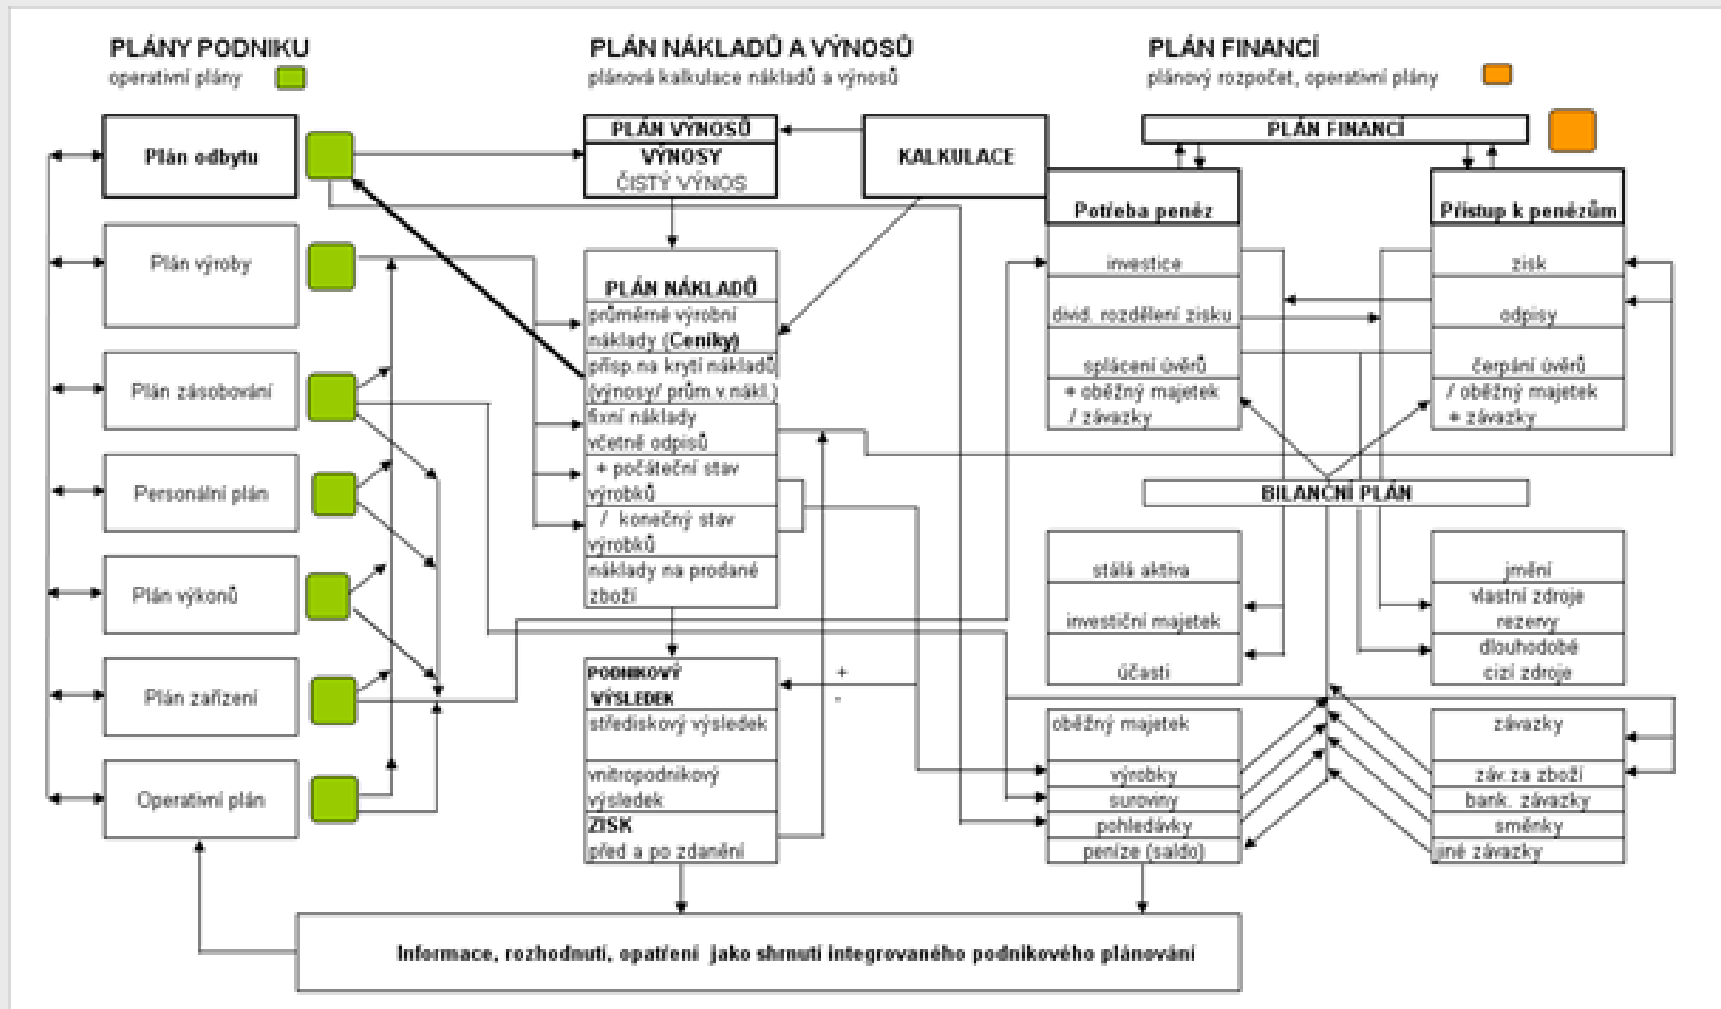 PLÁNY PODNIKU
operativní plány
PLÁN NÁKLADŮ A VÝNOSŮ
plánová kalkulace nákladů a výnosů
PLÁN FINANCÍ
plánový rozpočet, operativní plány
Plán odbytu
Plán výroby
Plán zásobování
Personální plán
Plán výkonů
Plán zařízení
Operativní plán
PLÁN VÝNOSŮ
VÝNOSY
ČISTÝ VÝNOS
KALKULACE
PLÁN NÁKLADŮ
průměrné výrobní
náklady (Ceníky)
přísp.na krytí nákladů
(výnosy/ prům.v.nákl.)
fixní náklady
včetně odpisů
+ počáteční stav
výrobků
/ konečný stav
výrobků
náklady na prodané
zboží
PODNIKOVÝ
VÝSLEDEK
střediskový výsledek
vnitropodnikový
výsledek
ZISK
před a po zdanění
+
-
PLÁN FINANCÍ
Potřeba peněz
investice
divid. rozdělení zisku
splácení úvěrů
+ oběžný majetek
/ závazky
Přístup k penězům
zisk
odpisy
čerpání úvěrů
/ oběžný majetek
+ závazky
BILANČNÍ PLÁN
stálá aktiva
investiční majetek
účasti
jmění
vlastní zdroje
rezervy
dlouhodobé
cizí zdroje
oběžný majetek
výrobky
suroviny
pohledávky
peníze (saldo)
závazky
záv.za zboží
bank. závazky
směnky
jiné závazky
Informace, rozhodnutí, opatření jako shrnutí integrovaného podnikového plánování